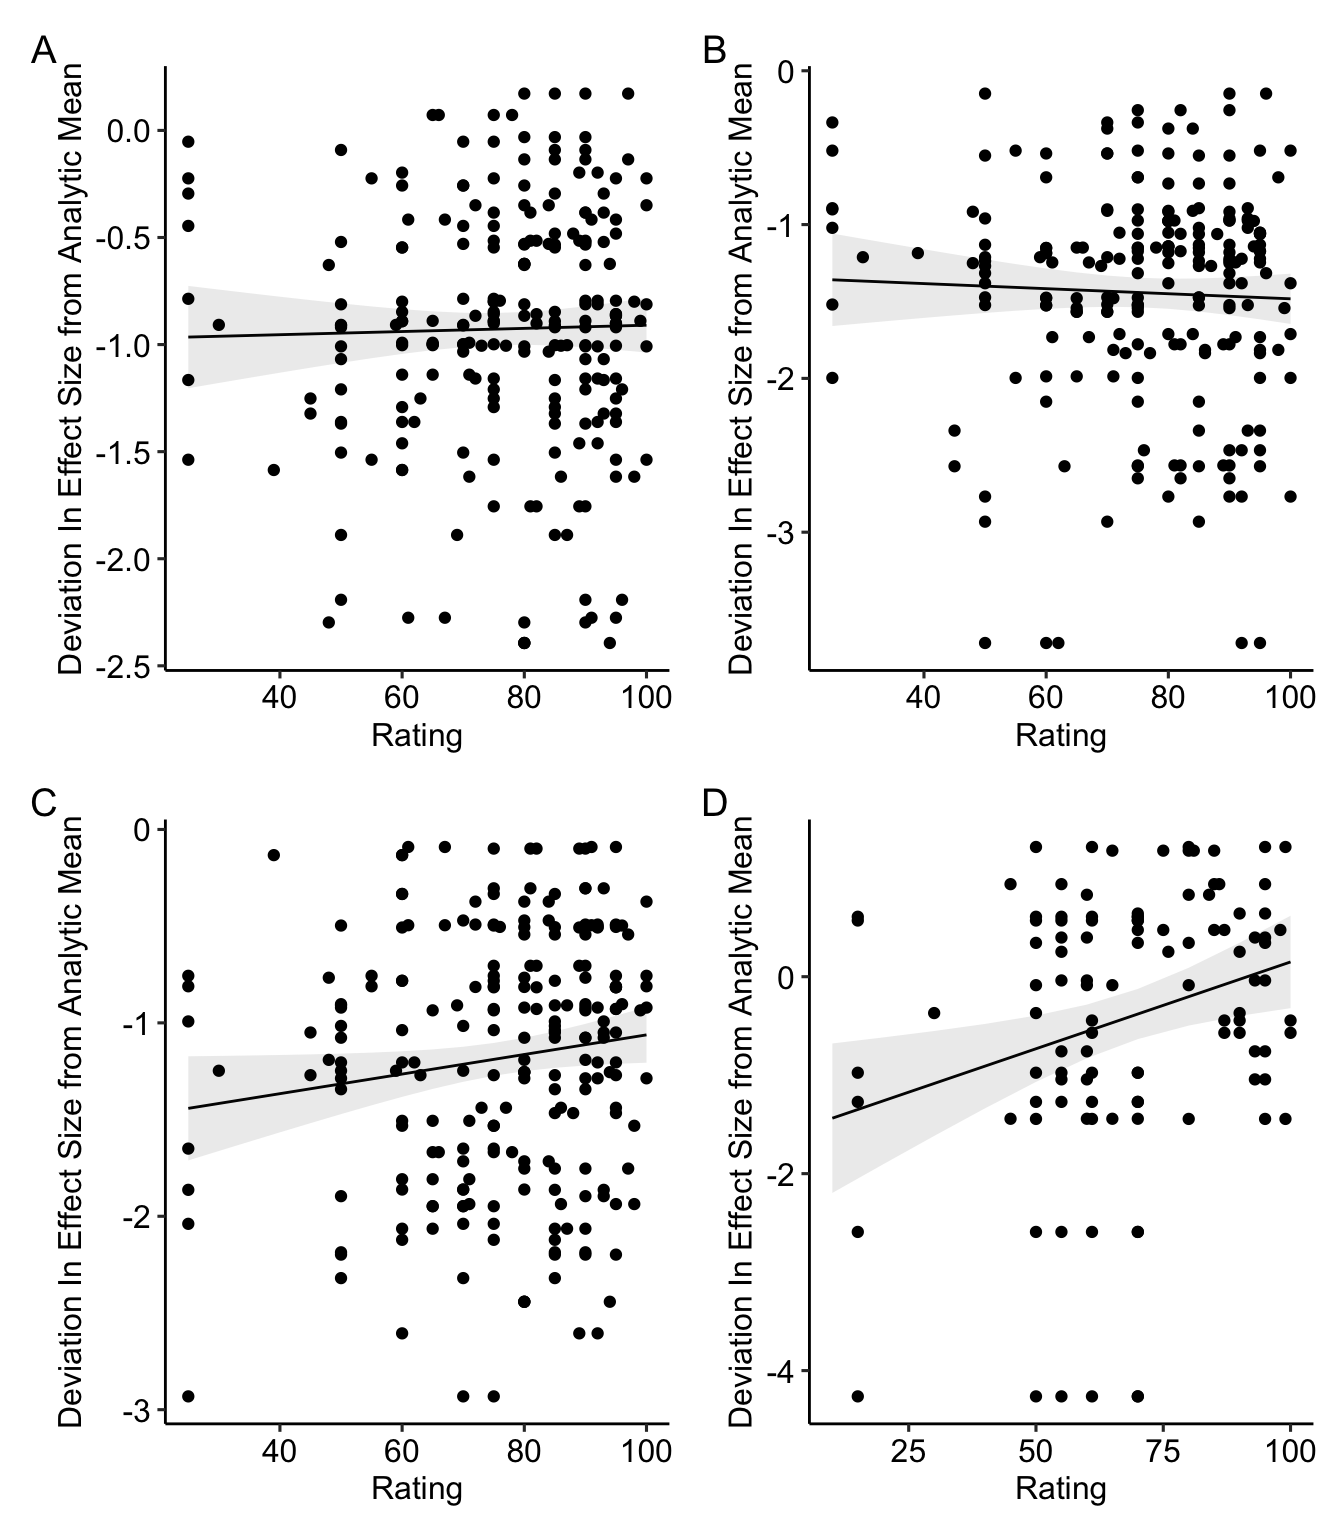 A
Deviation In Effect Size from Analytic Mean
0.0
-0.5
-1.0
-1.5
-2.0
-2.5
40 60 80 100
Rating
B
Deviation In Effect Size from Analytic Mean
0
-1
-2
-3
40 60 80 100
Rating
C
Deviation In Effect Size from Analytic Mean
0
-1
-2
-3
40 60 80 100
Rating
D
Deviation In Effect Size from Analytic Mean
0
-2
-4
25 50 75 100
Rating